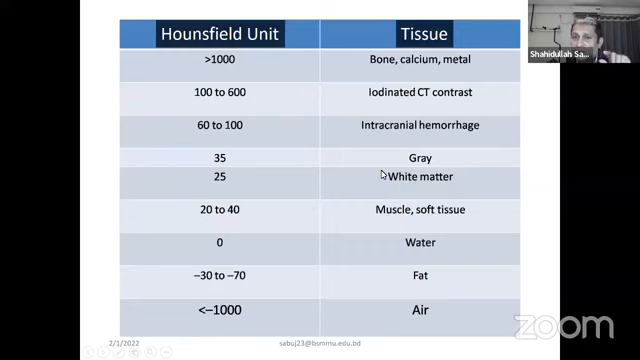 Hounsfield Unit Tissue
>1000 Bone, calcium, metal
100 to 600 Iodinated CT contrast
60 to 100 Intracranial hemorrhage
35 Gray
25 White matter
20 to 40 Muscle, soft tissue
0 Water
–30 to –70 Fat
<–1000 Air
2/1/2022 sabuj23@bsmmu.edu.bd
Shahidullah Sa...
zoom